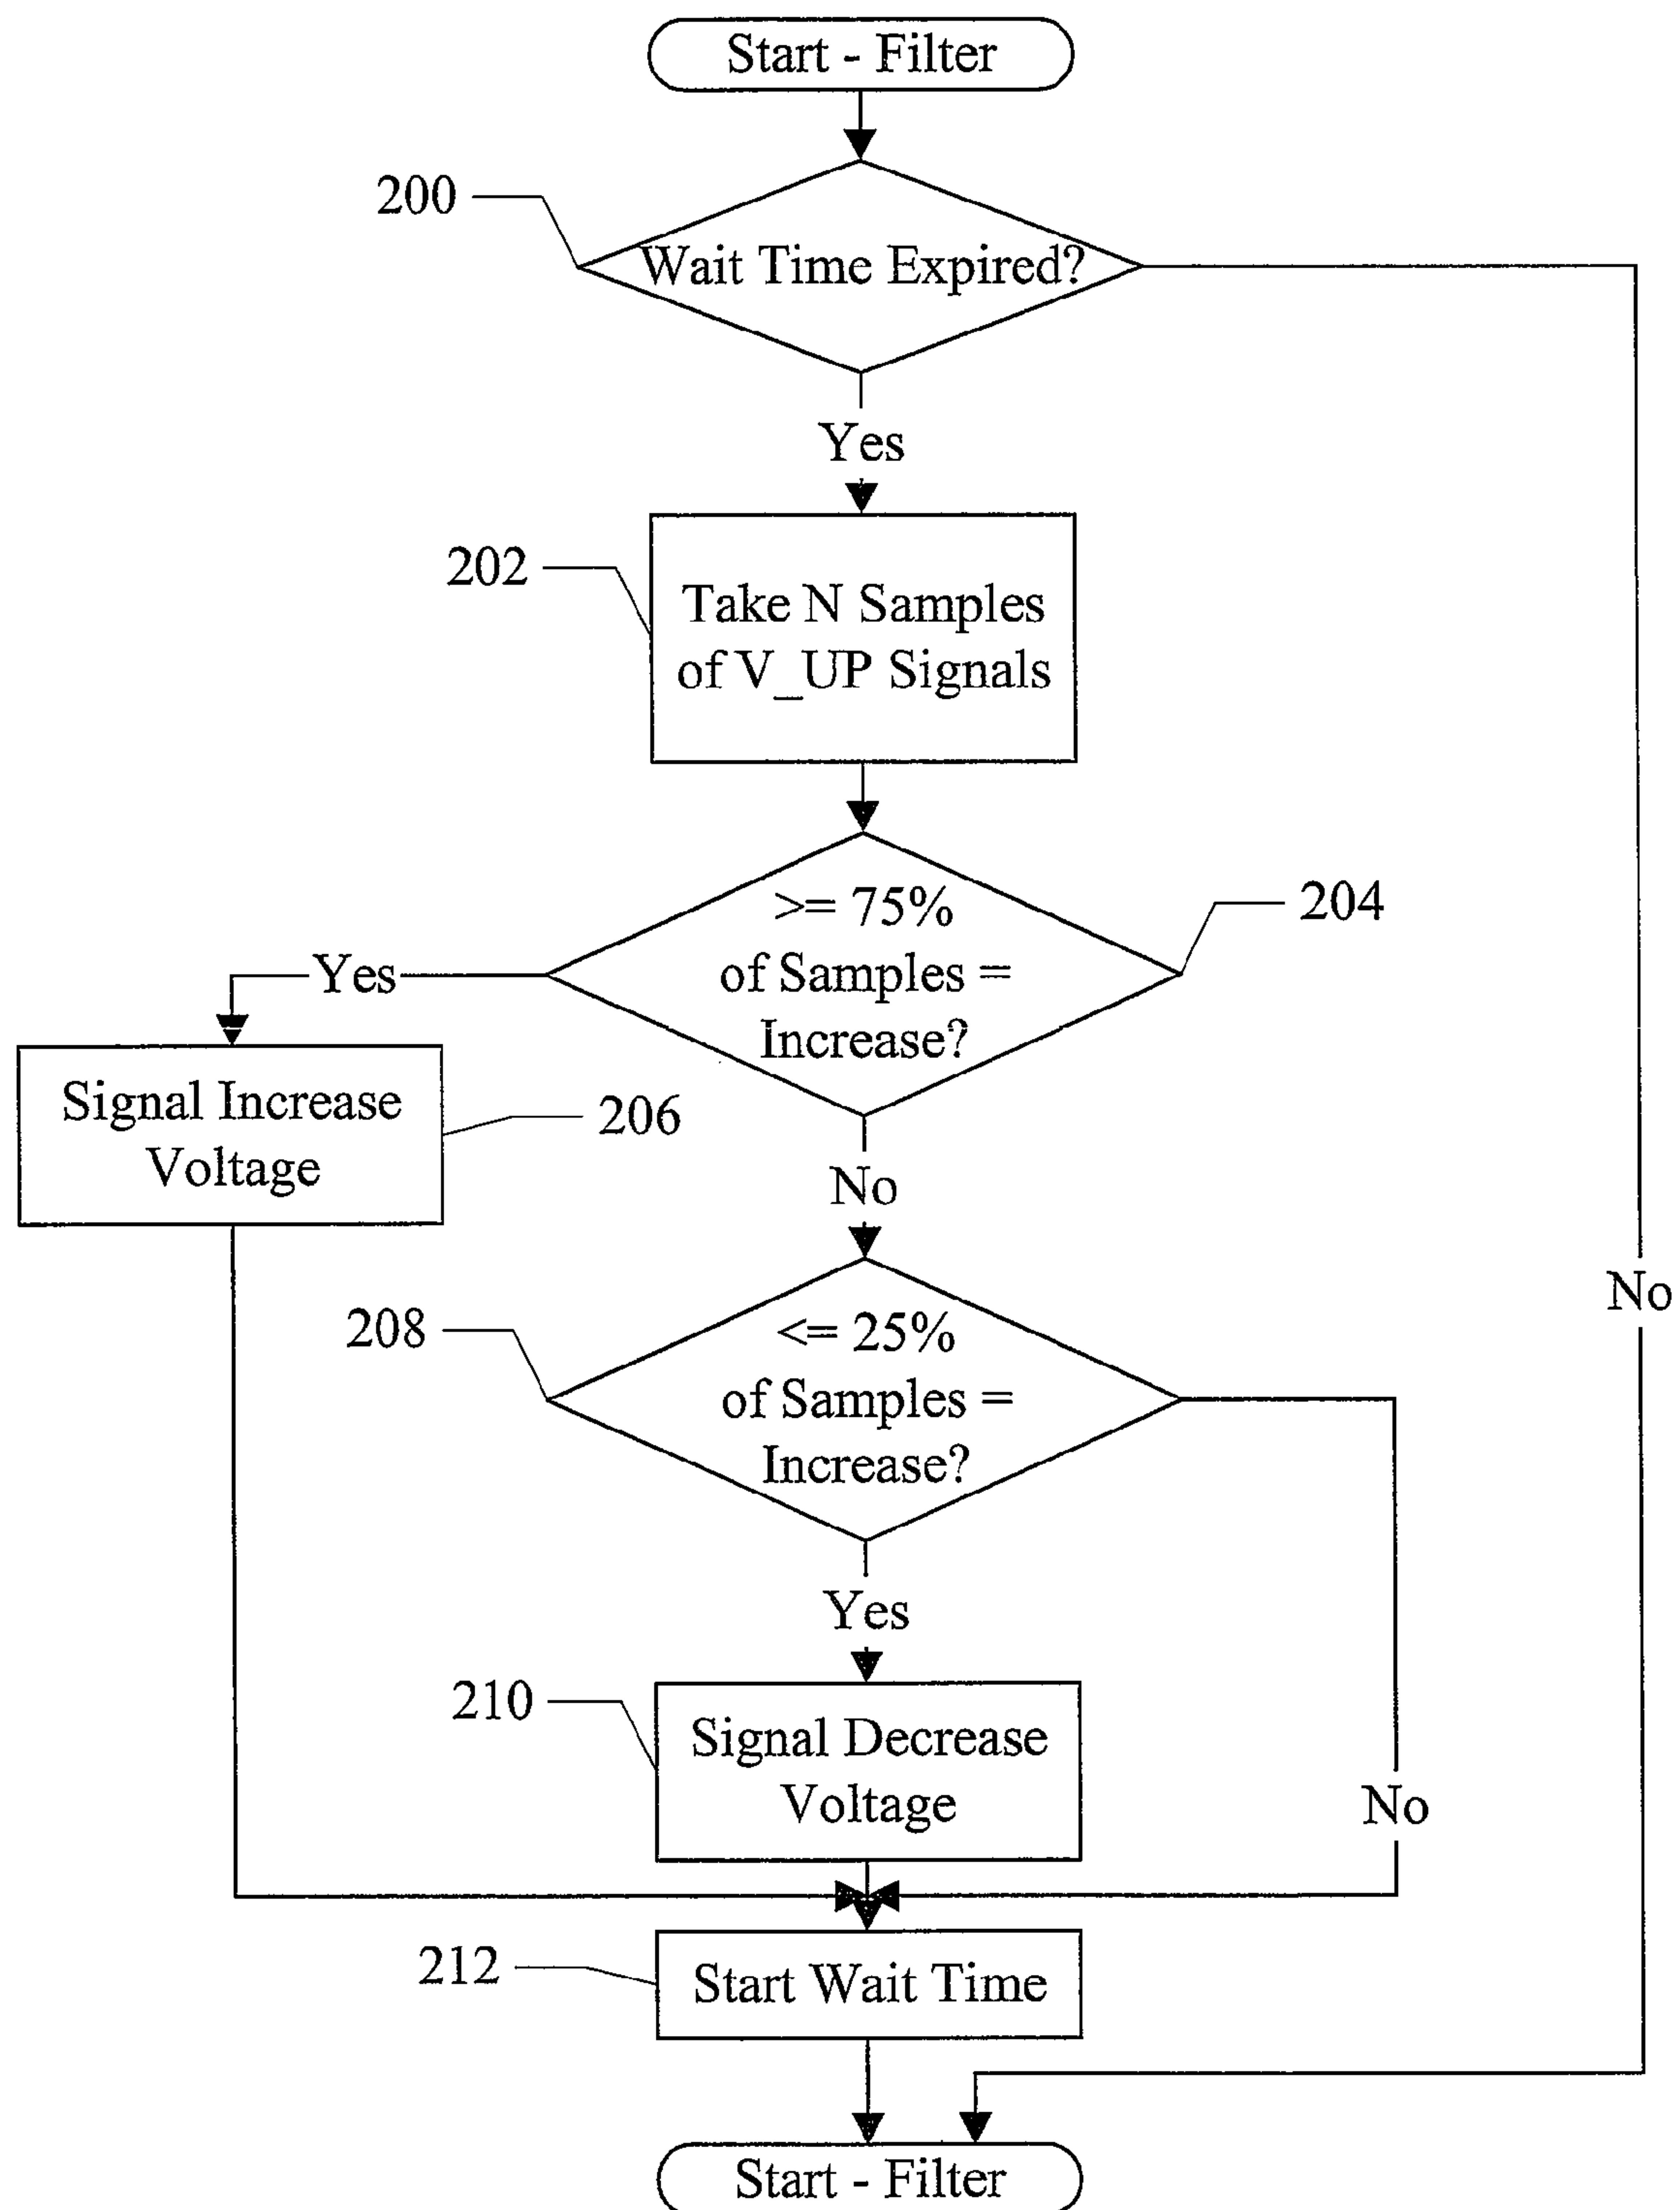 Start - Filter
200
Wait Time Expired?
Yes
202
Take N Samples
of V_UP Signals
>= 75%
of Samples =
Increase?
204
Yes
Signal Increase
Voltage
206
No
208
<= 25%
of Samples =
Increase?
No
Yes
210
Signal Decrease
Voltage
No
212
Start Wait Time
Start - Filter